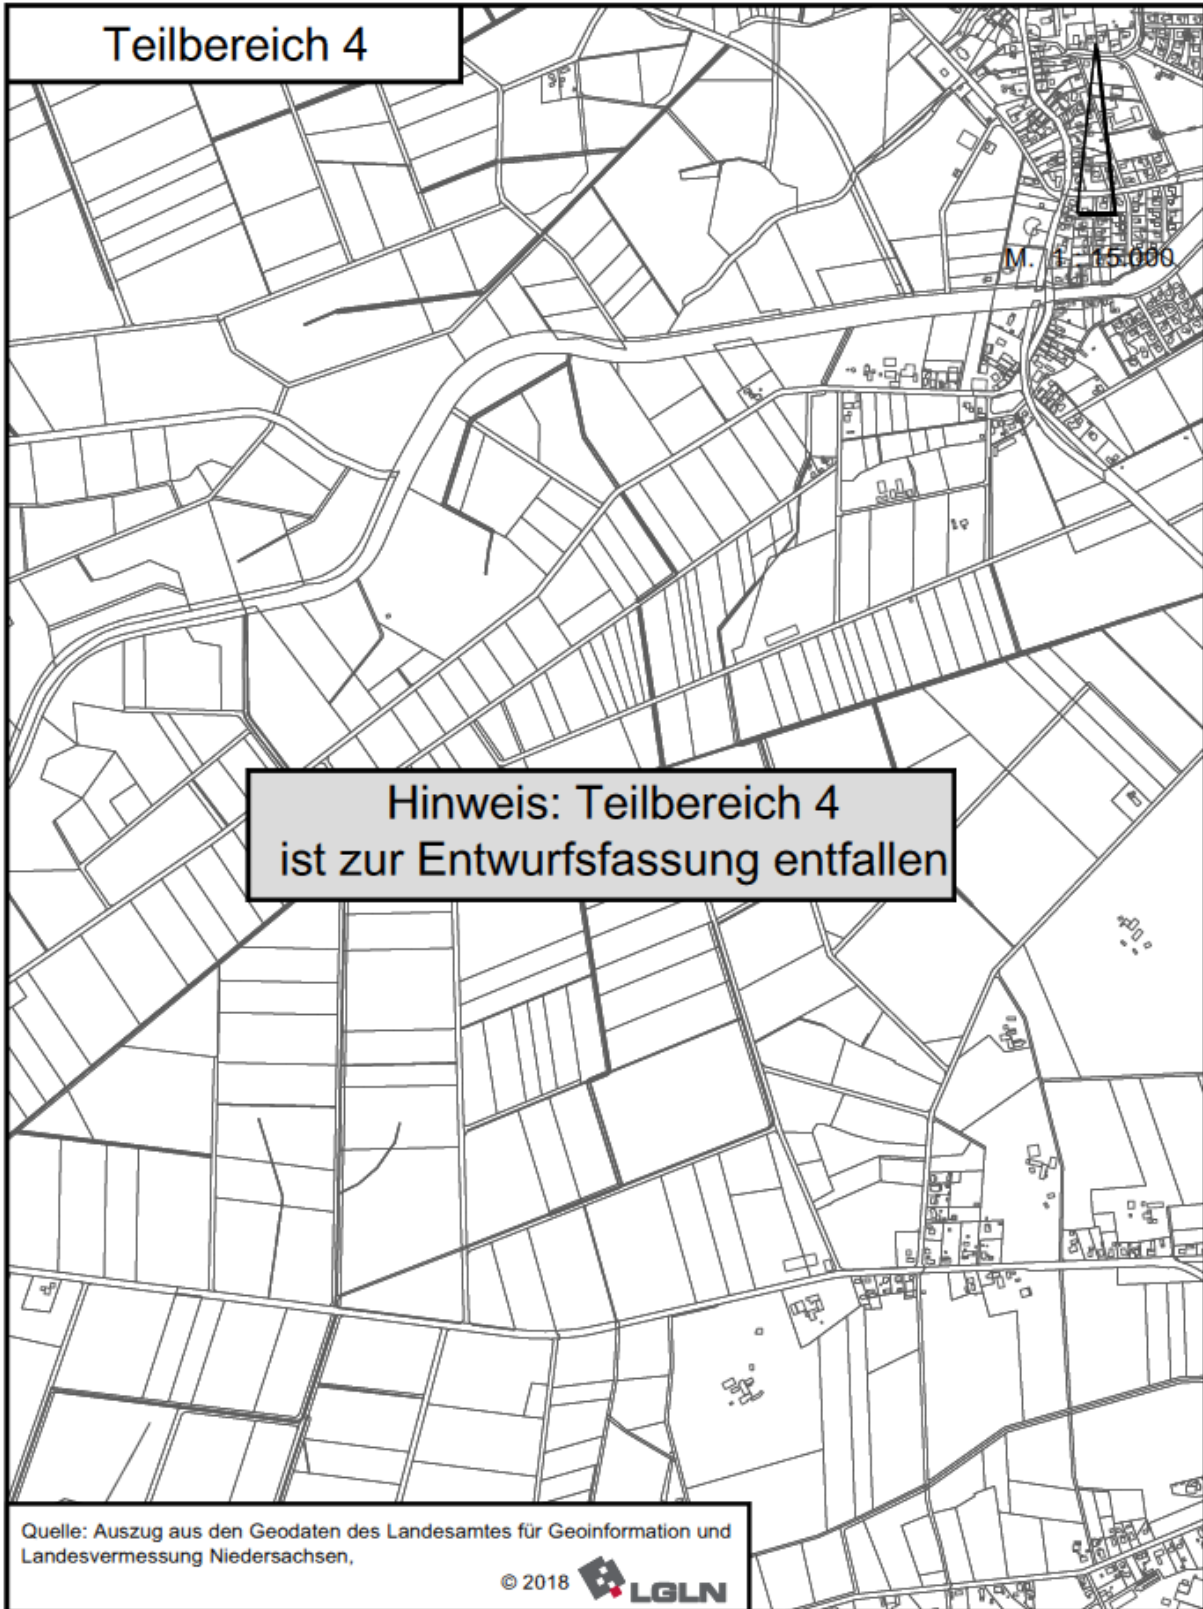 Teilbereich 4
M. 1 : 15.000
Hinweis: Teilbereich 4
ist zur Entwurfsfassung entfallen
Quelle: Auszug aus den Geodaten des Landesamtes für Geoinformation und
Landesvermessung Niedersachsen,
© 2018 LGLN